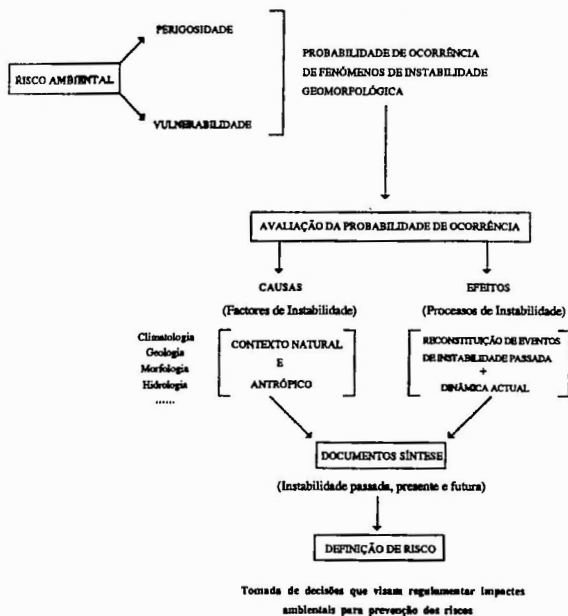 PERIGOSIDADE
RISCO AMBIENTAL
VULNERABILIDADE
PROBABILIDADE DE OCORRÊNCIA
DE FENÓMENOS DE INSTABILIDADE
GEOMORFOLÓGICA
AVALIAÇÃO DA PROBABILIDADE DE OCORRÊNCIA
CAUSAS
(Factores de Instabilidade)
EFEITOS
(Processos de Instabilidade)
Climatologia
Geologia
Morfologia
Hidrologia
......
CONTEXTO NATURAL
E
ANTRÓPICO
RECONSTITUIÇÃO DE EVENTOS
DE INSTABILIDADE PASSADA
+
DINÂMICA ACTUAL
DOCUMENTOS SÍNTESE
(Instabilidade passada, presente e futura)
DEFINIÇÃO DE RISCO
Tomada de decisões que visam regulamentar impactes
ambientais para prevenção dos riscos